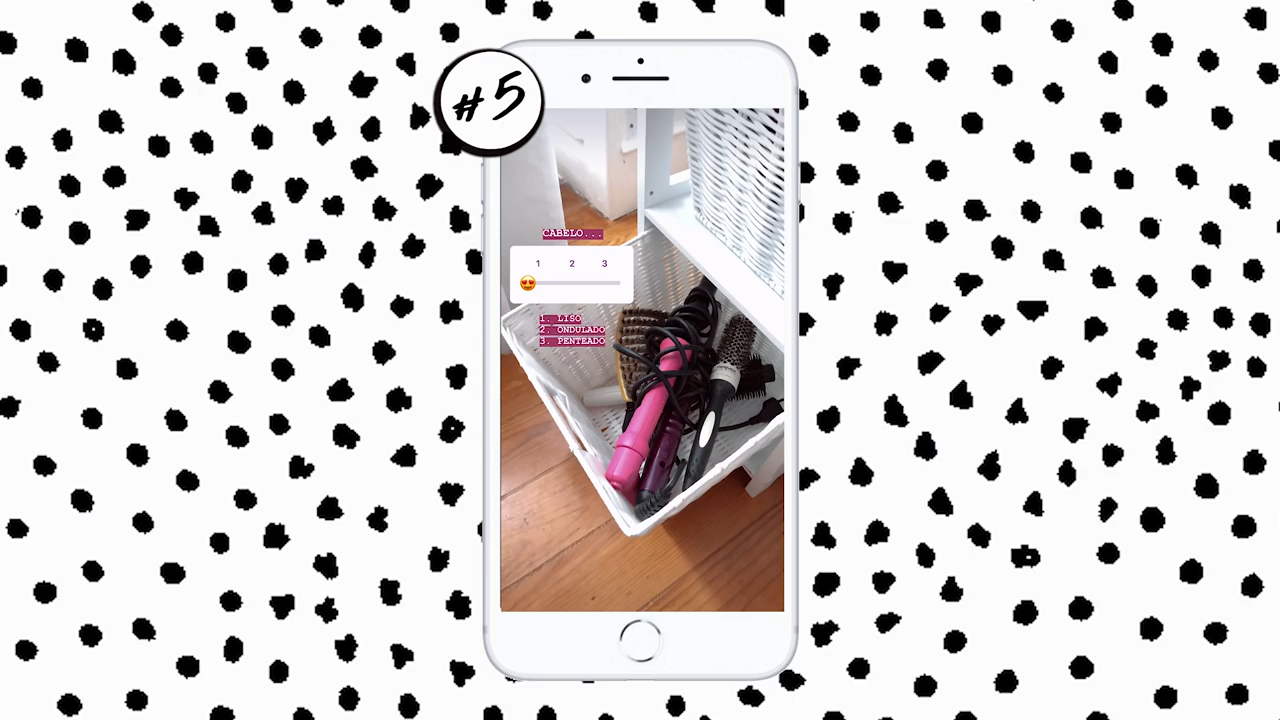 #5
CABELO...
1 2 3
1. LISO
2. ONDULADO
3. PENTEADO